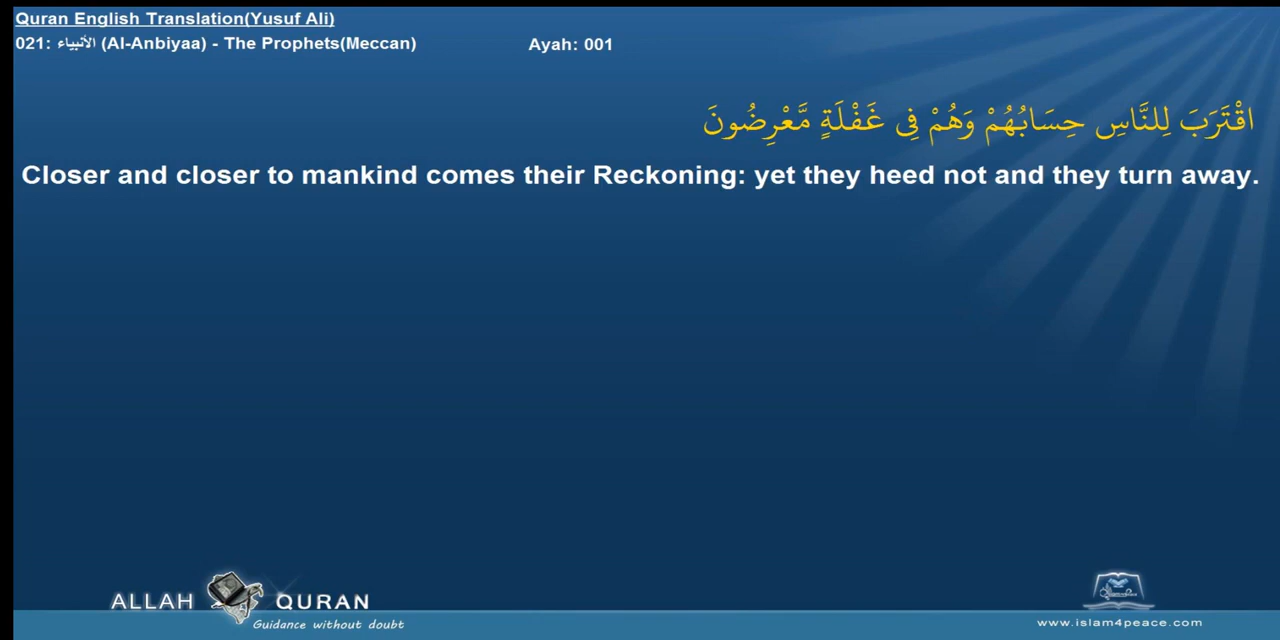 Quran English Translation(Yusuf Ali)
021: الأنبياء (Al-Anbiyaa) - The Prophets(Meccan) Ayah: 001
اقْتَرَبَ لِلنَّاسِ حِسَابُهُمْ وَهُمْ فِى غَفْلَةٍ مَّعْرِضُونَ
Closer and closer to mankind comes their Reckoning: yet they heed not and they turn away.
ALLAH QURAN
Guidance without doubt
www.islam4peace.com